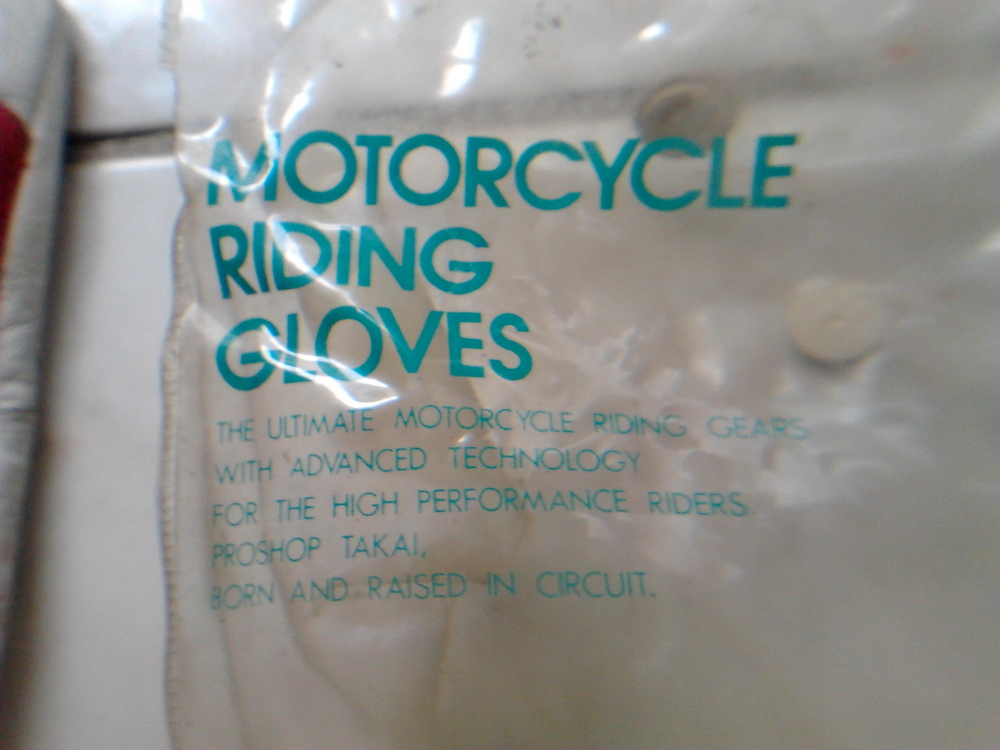 MOTORCYCLE
RIDING
GLOVES
THE ULTIMATE MOTORCYCLE RIDING GEARS
WITH ADVANCED TECHNOLOGY
FOR THE HIGH PERFORMANCE RIDERS.
PROSHOP TAKAI,
BORN AND RAISED IN CIRCUIT.